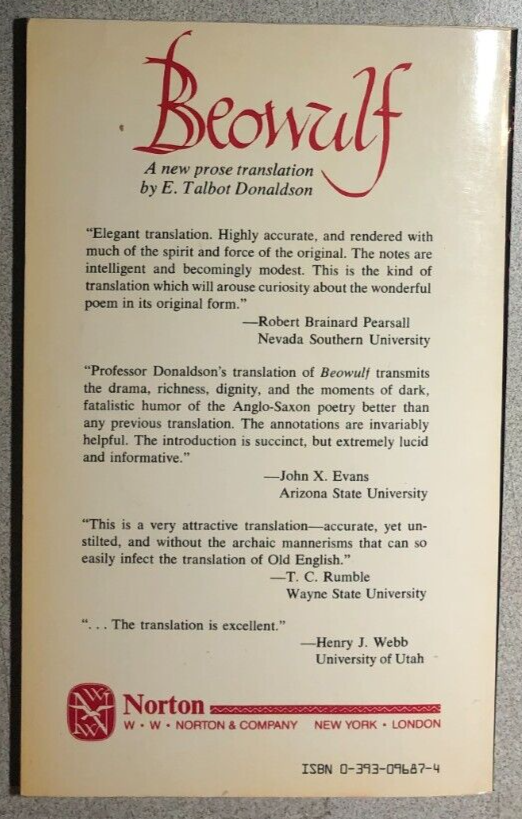 Beowulf
A new prose translation
by E. Talbot Donaldson
“Elegant translation. Highly accurate, and rendered with
much of the spirit and force of the original. The notes are
intelligent and becomingly modest. This is the kind of
translation which will arouse curiosity about the wonderful
poem in its original form.”
—Robert Brainard Pearsall
Nevada Southern University
“Professor Donaldson’s translation of Beowulf transmits
the drama, richness, dignity, and the moments of dark,
fatalistic humor of the Anglo-Saxon poetry better than
any previous translation. The annotations are invariably
helpful. The introduction is succinct, but extremely lucid
and informative.”
—John X. Evans
Arizona State University
“This is a very attractive translation—accurate, yet un-
stilted, and without the archaic mannerisms that can so
easily infect the translation of Old English.”
—T. C. Rumble
Wayne State University
“. . . The translation is excellent.”
—Henry J. Webb
University of Utah
Norton
W • W • NORTON & COMPANY NEW YORK • LONDON
ISBN 0-393-09687-4